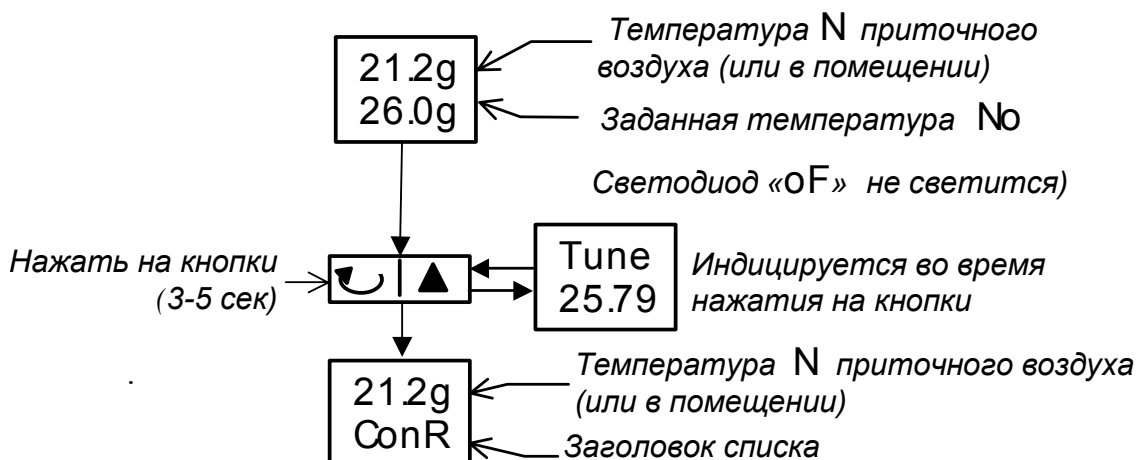 21.2g
26.0g
Температура N приточного
воздуха (или в помещении)
Заданная температура No
Светодиод «oF» не светится)
Нажать на кнопки
(3-5 сек)
Tune
25.79
Индицируется во время
нажатия на кнопки
21.2g
ConR
Температура N приточного воздуха
(или в помещении)
Заголовок списка